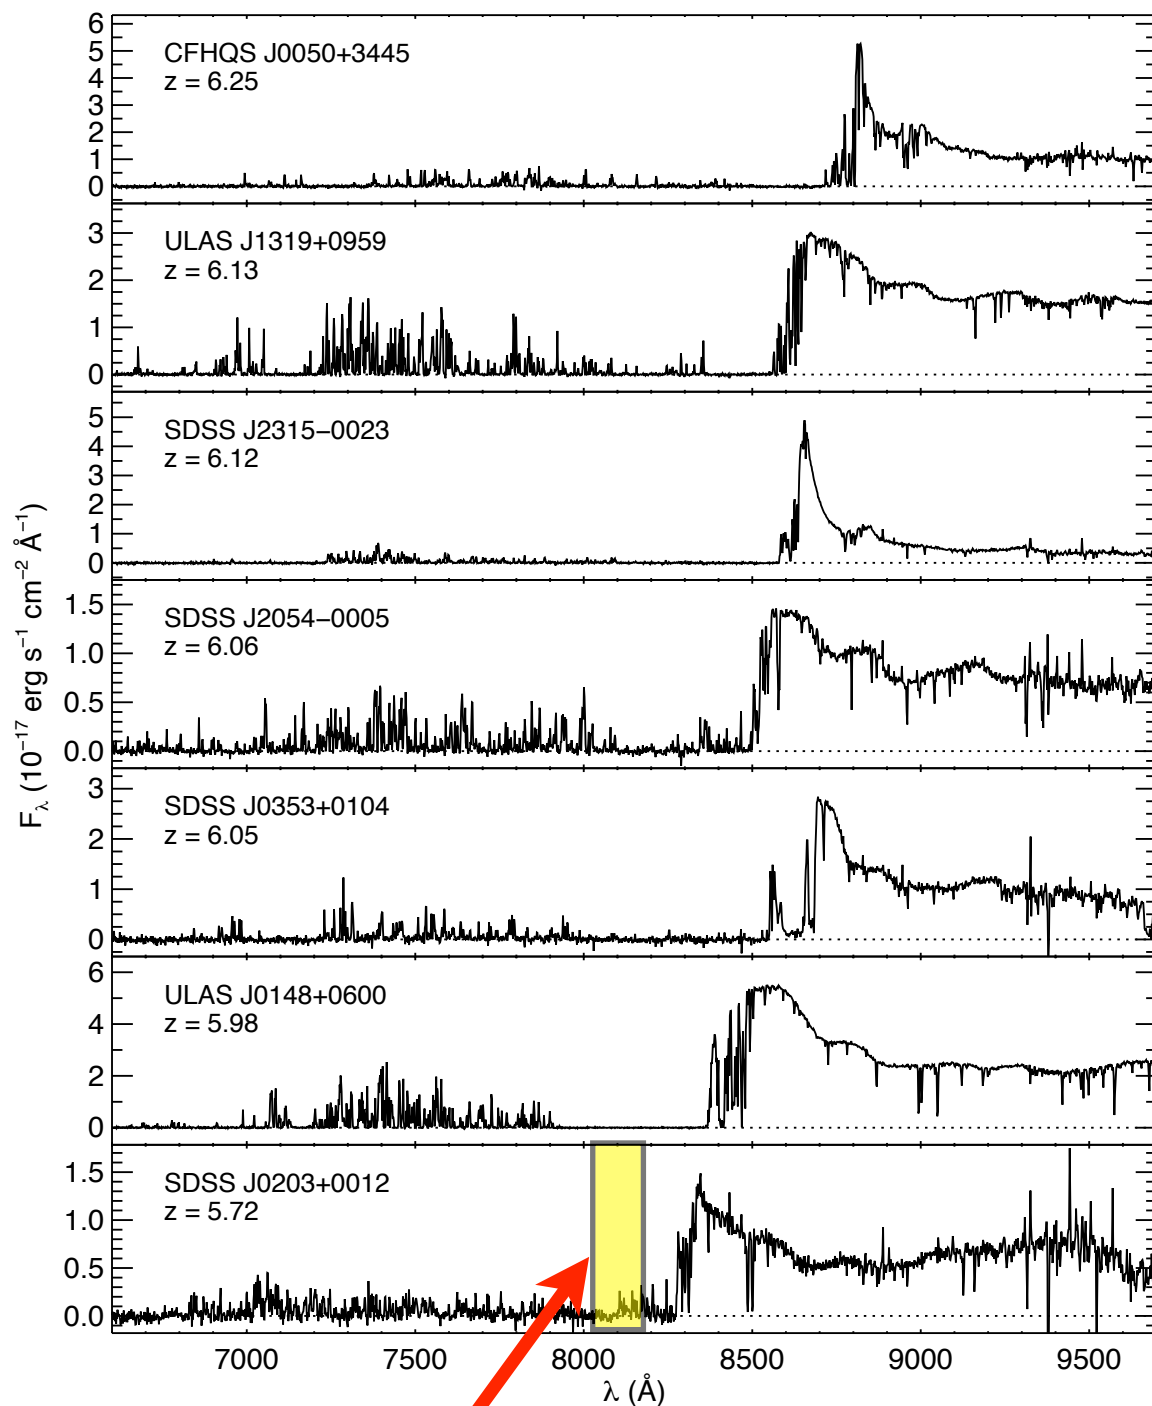 6
5
4
3
2
1
0
CFHQS J0050+3445
z = 6.25
3
2
1
0
ULAS J1319+0959
z = 6.13
5
4
3
2
1
0
SDSS J2315−0023
z = 6.12
1.5
1.0
0.5
0.0
SDSS J2054−0005
z = 6.06
3
2
1
0
SDSS J0353+0104
z = 6.05
6
4
2
0
ULAS J0148+0600
z = 5.98
1.5
1.0
0.5
0.0
SDSS J0203+0012
z = 5.72
F_λ (10⁻¹⁷ erg s⁻¹ cm⁻² Å⁻¹)
7000 7500 8000 8500 9000 9500
λ (Å)